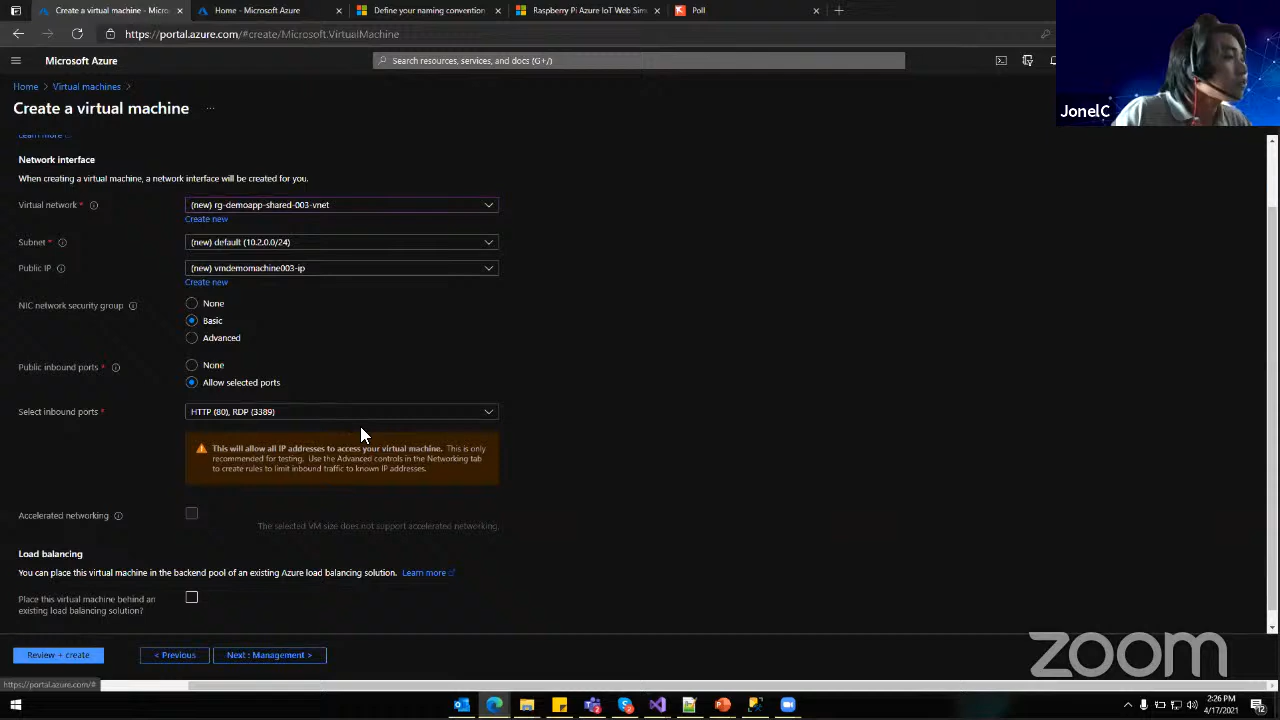 Create a virtual machine - Micros
Home - Microsoft Azure
Define your naming convention
Raspberry Pi Azure IoT Web Simu
Poll
https://portal.azure.com/#create/Microsoft.VirtualMachine
Microsoft Azure
Search resources, services, and docs (G+/)
JonelC
Home > Virtual machines >
Create a virtual machine ...
Learn more
Network interface
When creating a virtual machine, a network interface will be created for you.
Virtual network *
(new) rg-demoapp-shared-003-vnet
Create new
Subnet *
(new) default (10.2.0.0/24)
Public IP
(new) vmdemomachine003-ip
Create new
NIC network security group
None
Basic
Advanced
Public inbound ports *
None
Allow selected ports
Select inbound ports *
HTTP (80), RDP (3389)
This will allow all IP addresses to access your virtual machine. This is only
recommended for testing. Use the Advanced controls in the Networking tab
to create rules to limit inbound traffic to known IP addresses.
Accelerated networking
The selected VM size does not support accelerated networking.
Load balancing
You can place this virtual machine in the backend pool of an existing Azure load balancing solution. Learn more
Place this virtual machine behind an
existing load balancing solution?
Review + create
< Previous
Next : Management >
zoom
https://portal.azure.com/#
2:26 PM
4/17/2021
12